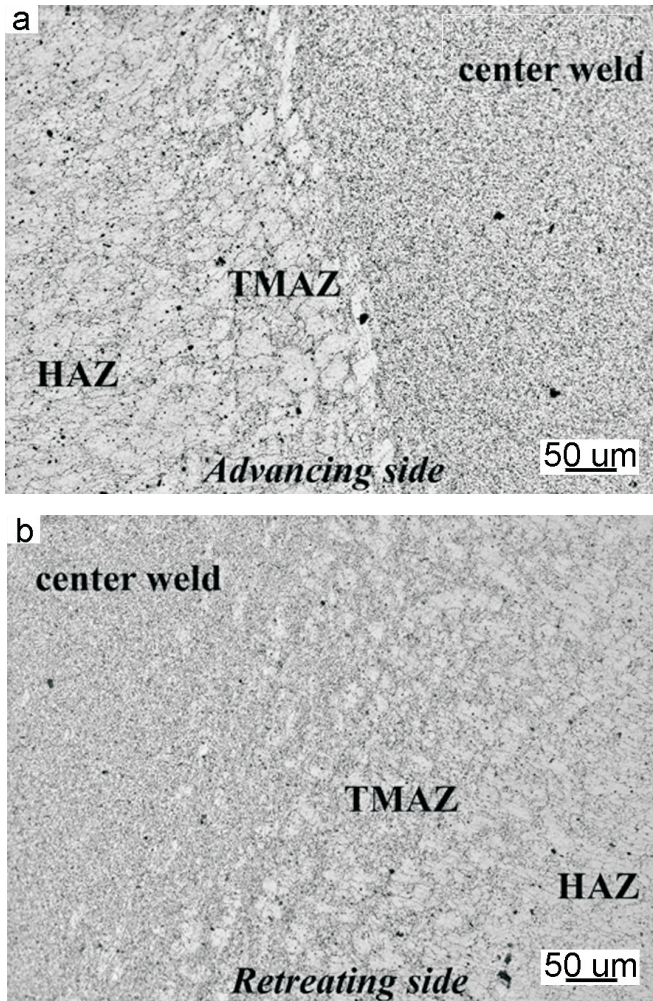 a
center weld
TMAZ
HAZ
50 um
Advancing side
b
center weld
TMAZ
HAZ
50 um
Retreating side